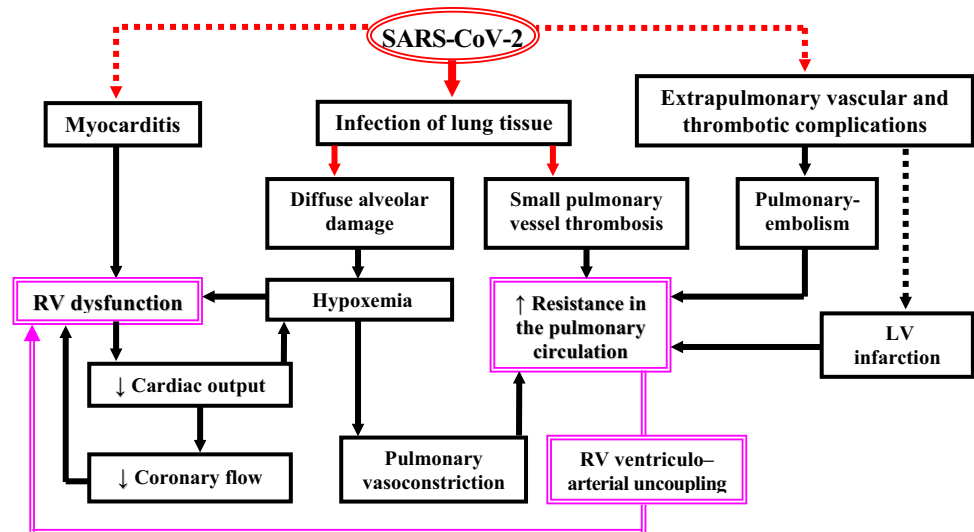 SARS-CoV-2
Myocarditis
Infection of lung tissue
Extrapulmonary vascular and
thrombotic complications
Diffuse alveolar
damage
Small pulmonary
vessel thrombosis
Pulmonary-
embolism
RV dysfunction
Hypoxemia
↑ Resistance in
the pulmonary
circulation
LV
infarction
↓ Cardiac output
↓ Coronary flow
Pulmonary
vasoconstriction
RV ventriculo–
arterial uncoupling